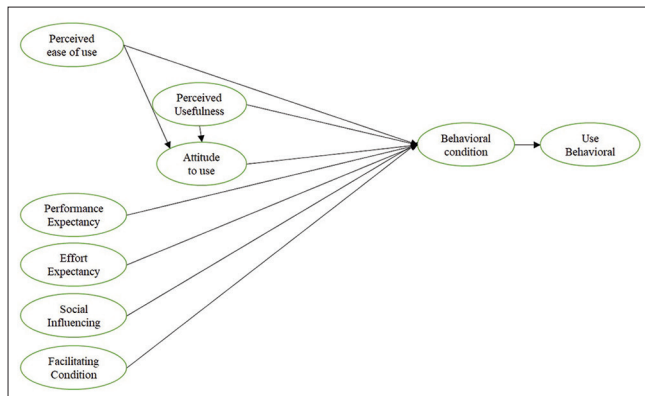 Perceived
ease of use
Perceived
Usefulness
Attitude
to use
Behavioral
condition
Use
Behavioral
Performance
Expectancy
Effort
Expectancy
Social
Influencing
Facilitating
Condition